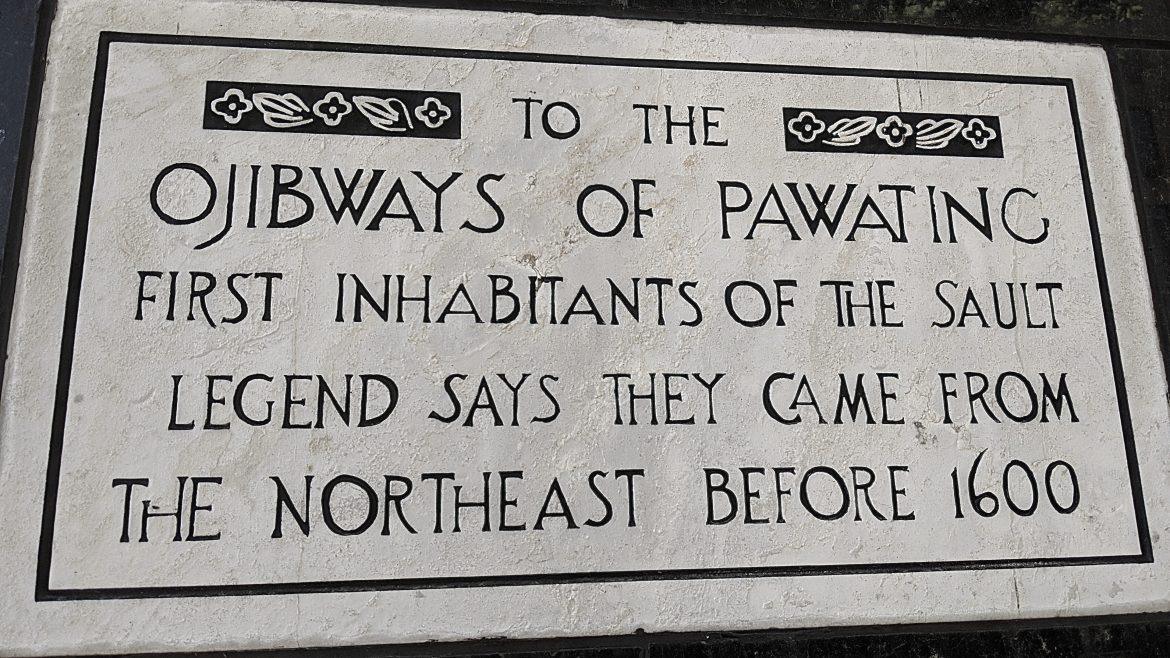 TO THE
OJIBWAYS OF PAWATING
FIRST INHABITANTS OF THE SAULT
LEGEND SAYS THEY CAME FROM
THE NORTHEAST BEFORE 1600